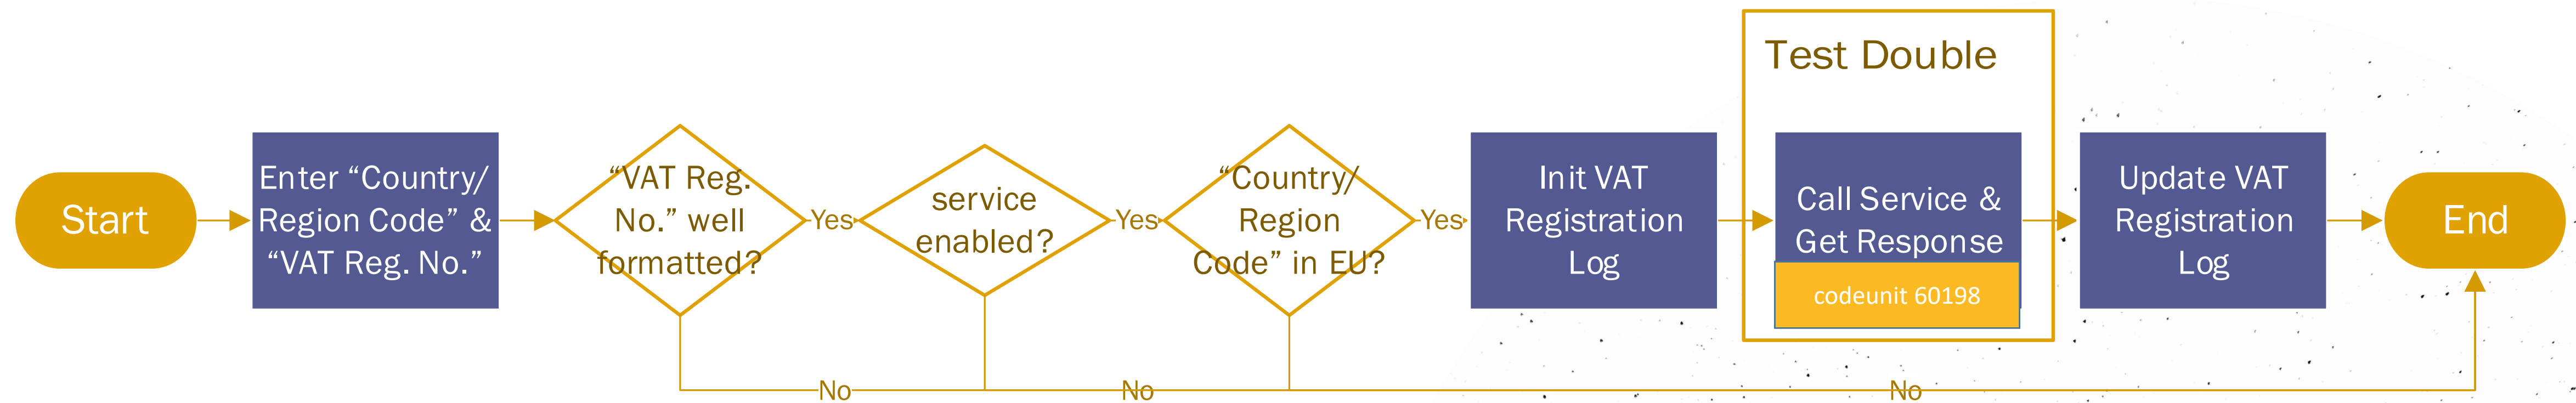 Test Double
Start
Enter “Country/
Region Code” &
“VAT Reg. No.”
“VAT Reg.
No.” well
formatted?
Yes
service
enabled?
Yes
“Country/
Region
Code” in EU?
Yes
Init VAT
Registration
Log
Call Service &
Get Response
codeunit 60198
Update VAT
Registration
Log
End
No
No
No